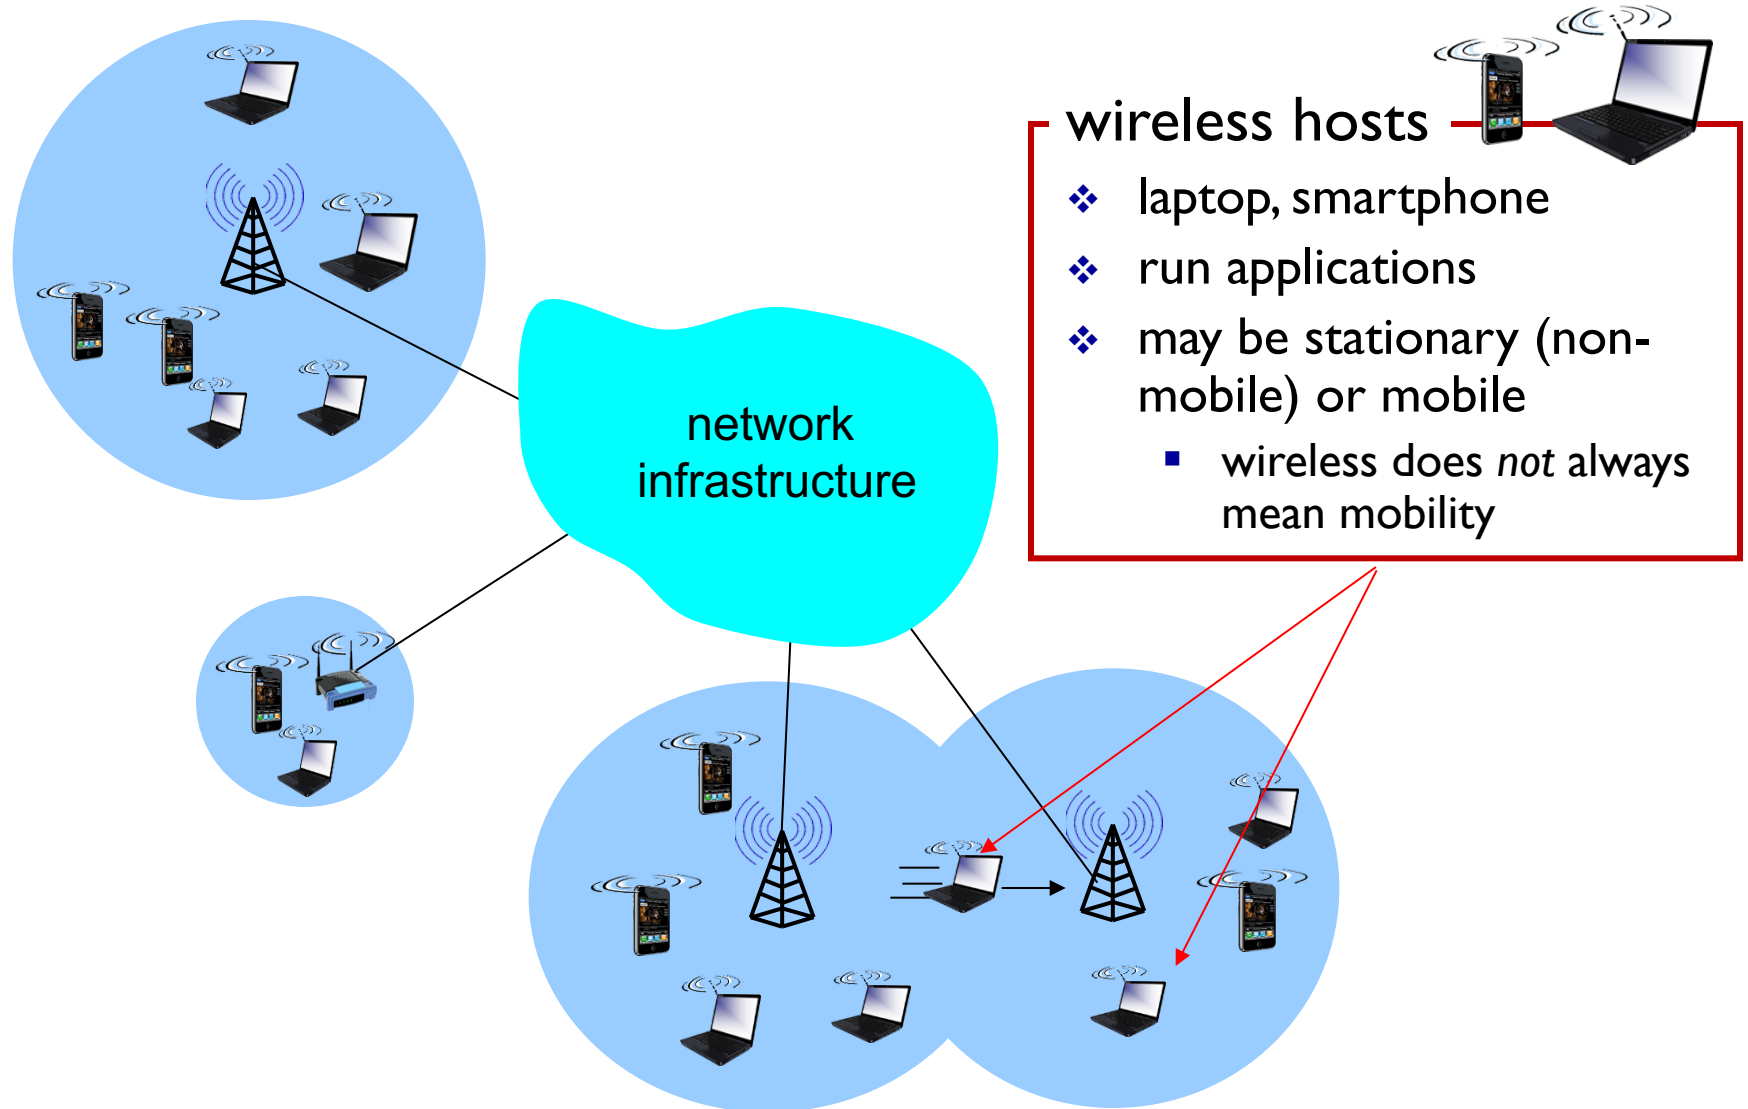 wireless hosts
❖ laptop, smartphone
❖ run applications
❖ may be stationary (non-
mobile) or mobile
▪ wireless does not always
mean mobility
network
infrastructure